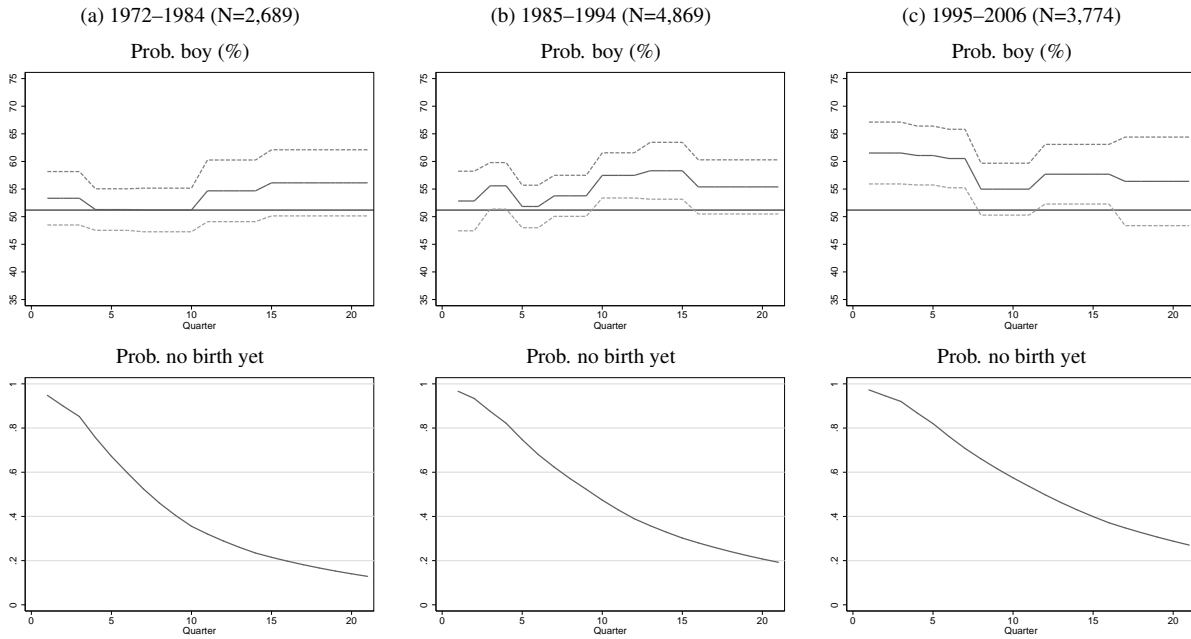 (a) 1972–1984 (N=2,689)
(b) 1985–1994 (N=4,869)
(c) 1995–2006 (N=3,774)
Prob. boy (%)
Prob. boy (%)
Prob. boy (%)
75
70
65
60
55
50
45
40
35
0 5 10 15 20
Quarter
75
70
65
60
55
50
45
40
35
0 5 10 15 20
Quarter
75
70
65
60
55
50
45
40
35
0 5 10 15 20
Quarter
Prob. no birth yet
Prob. no birth yet
Prob. no birth yet
1
.8
.6
.4
.2
0
0 5 10 15 20
Quarter
1
.8
.6
.4
.2
0
0 5 10 15 20
Quarter
1
.8
.6
.4
.2
0
0 5 10 15 20
Quarter